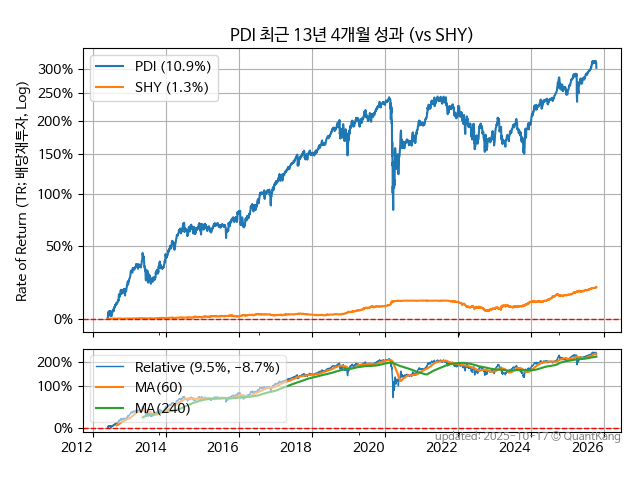 PDI 최근 13년 4개월 성과 (vs SHY)
Rate of Return (TR: 배당재투자, Log)
300%
250%
200%
150%
100%
50%
0%
PDI (10.9%)
SHY (1.3%)
200%
100%
0%
Relative (9.5%, -8.7%)
MA(60)
MA(240)
2012 2014 2016 2018 2020 2022 2024 2026
updated: 2025-10-17 © QuantKang